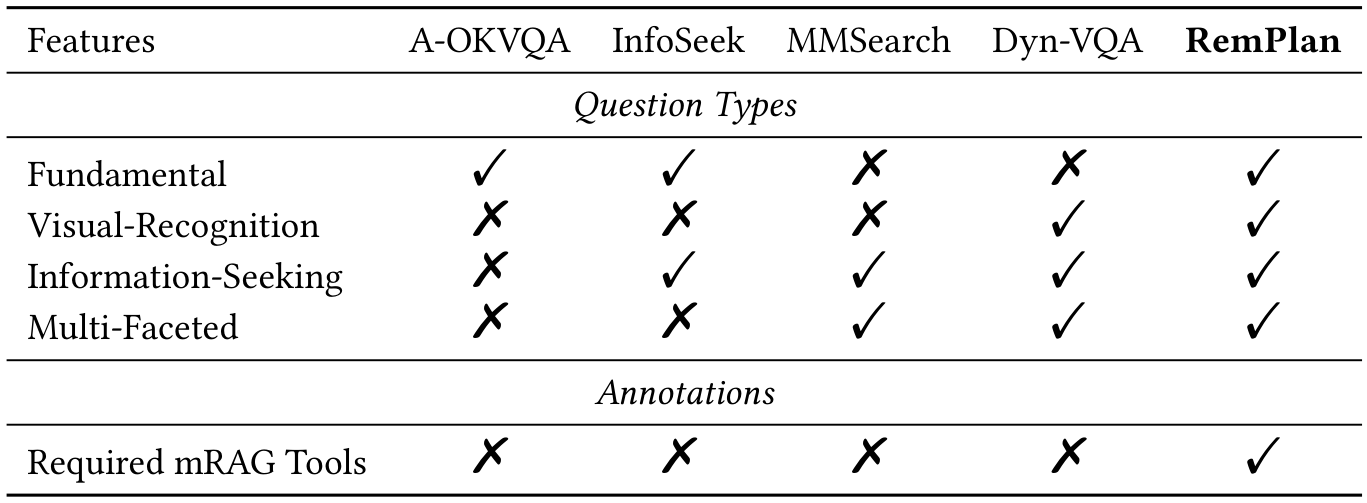 Features A-OKVQA InfoSeek MMSearch Dyn-VQA RemPlan
Question Types
Fundamental ✓ ✓ ✗ ✗ ✓
Visual-Recognition ✗ ✗ ✗ ✓ ✓
Information-Seeking ✗ ✓ ✓ ✓ ✓
Multi-Faceted ✗ ✗ ✓ ✓ ✓
Annotations
Required mRAG Tools ✗ ✗ ✗ ✗ ✓